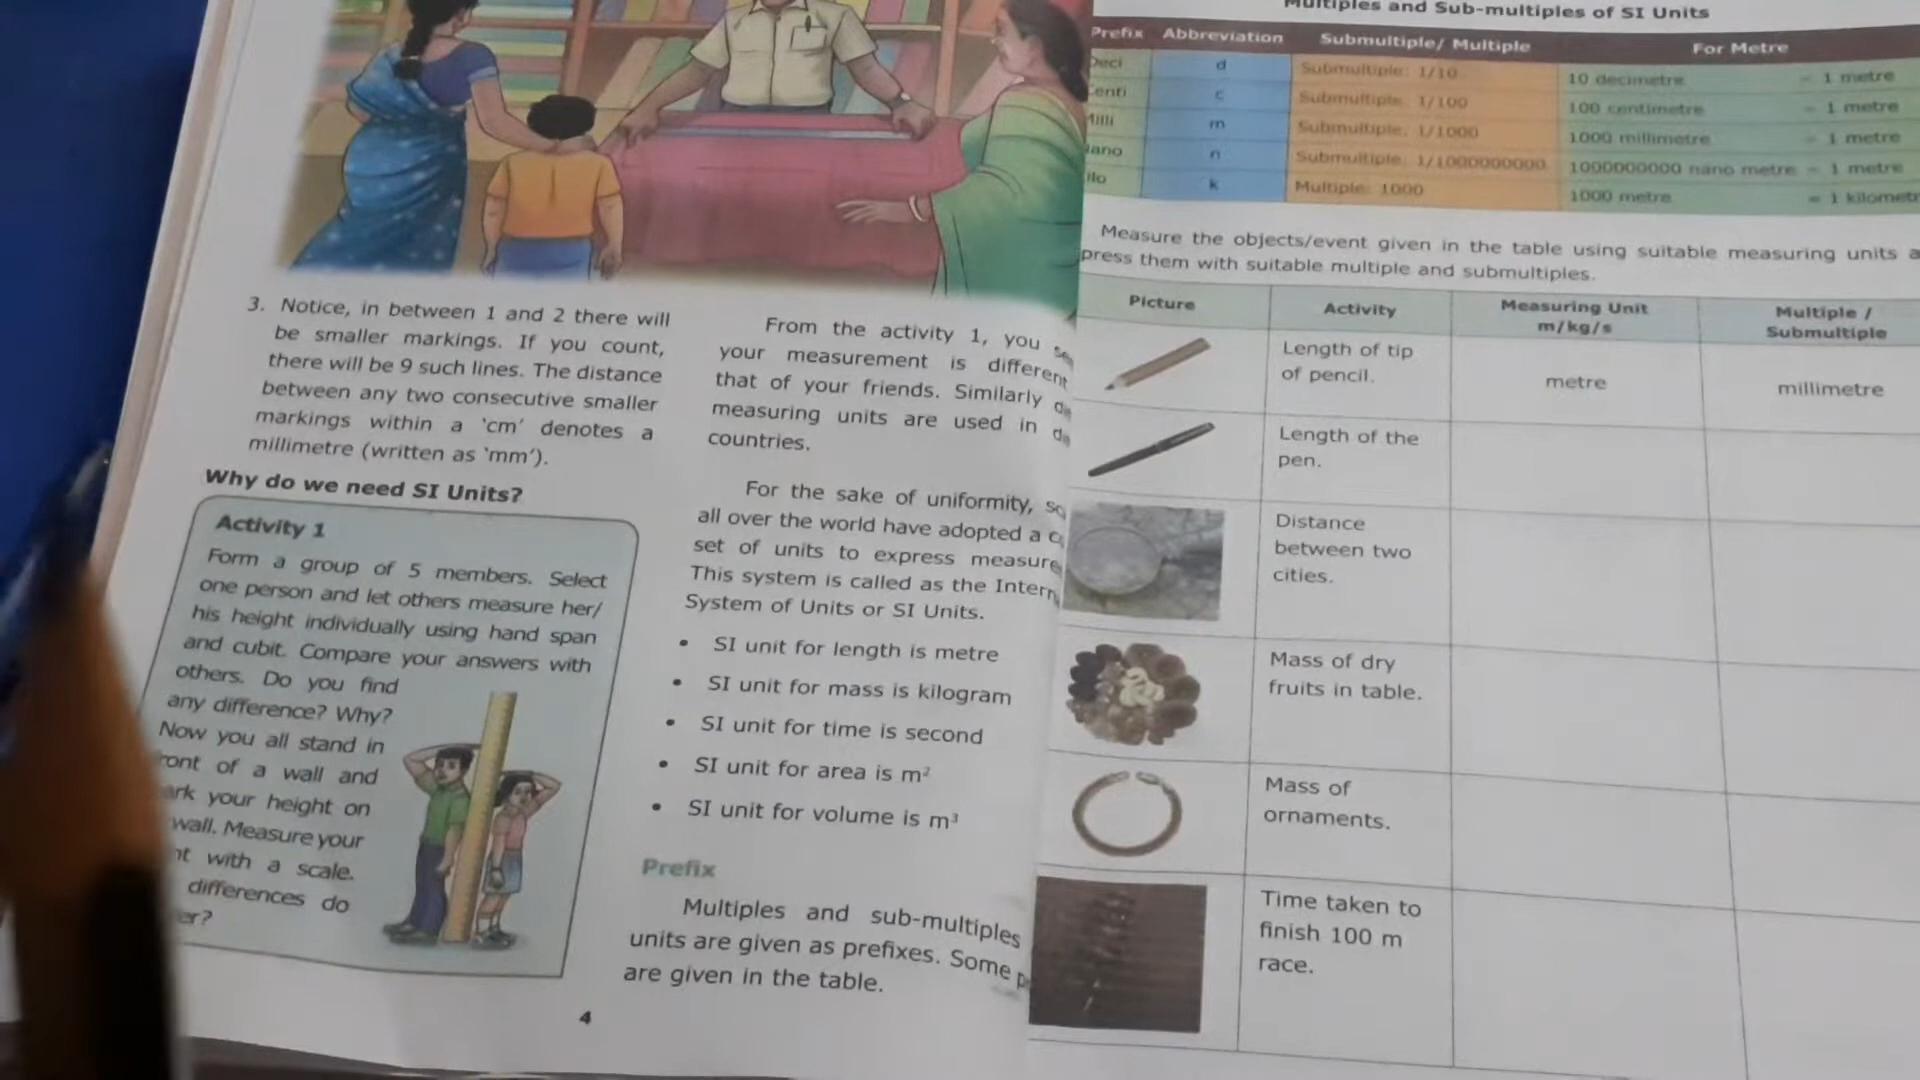 3. Notice, in between 1 and 2 there will
be smaller markings. If you count,
there will be 9 such lines. The distance
between any two consecutive smaller
markings within a ‘cm’ denotes a
millimetre (written as ‘mm’).
Why do we need SI Units?
Activity 1
Form a group of 5 members. Select
one person and let others measure her/
his height individually using hand span
and cubit. Compare your answers with
others. Do you find
any difference? Why?
Now you all stand in
of a wall and
your height on
wall. Measure your
with a scale.
differences do
4
From the activity 1, you
your measurement is different
that of your friends. Similarly
measuring units are used in
countries.
For the sake of uniformity,
all over the world have adopted a
set of units to express
This system is called as the
System of Units or SI Units.
• SI unit for length is metre
• SI unit for mass is kilogram
• SI unit for time is second
• SI unit for area is m²
• SI unit for volume is m³
Prefix
Multiples and sub-multiples
units are given as prefixes. Some
are given in the table.
Multiples and Sub-multiples of SI Units
Prefix Abbreviation Submultiple/ Multiple For Metre
Deci d Submultiple: 1/10 10 decimetre = 1 metre
c Submultiple: 1/100 100 centimetre = 1 metre
m Submultiple: 1/1000 1000 millimetre = 1 metre
n Submultiple: 1/1000000000 1000000000 nano metre = 1 metre
k Multiple: 1000 1000 metre = 1
Measure the objects/event given in the table using suitable measuring units
press them with suitable multiple and submultiples.
Picture Activity Measuring Unit m/kg/s Multiple / Submultiple
Length of tip
of pencil. metre millimetre
Length of the
pen.
Distance
between two
cities.
Mass of dry
fruits in table.
Mass of
ornaments.
Time taken to
finish 100 m
race.